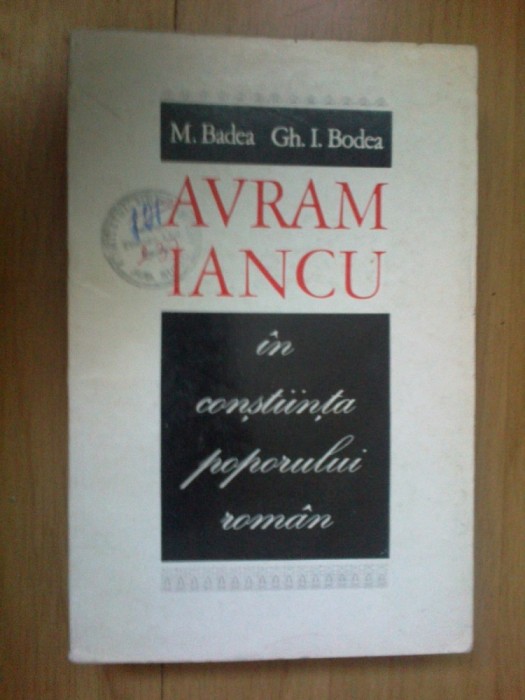 M. Badea Gh. I. Bodea
AVRAM
IANCU
în
conștiința
poporului
român